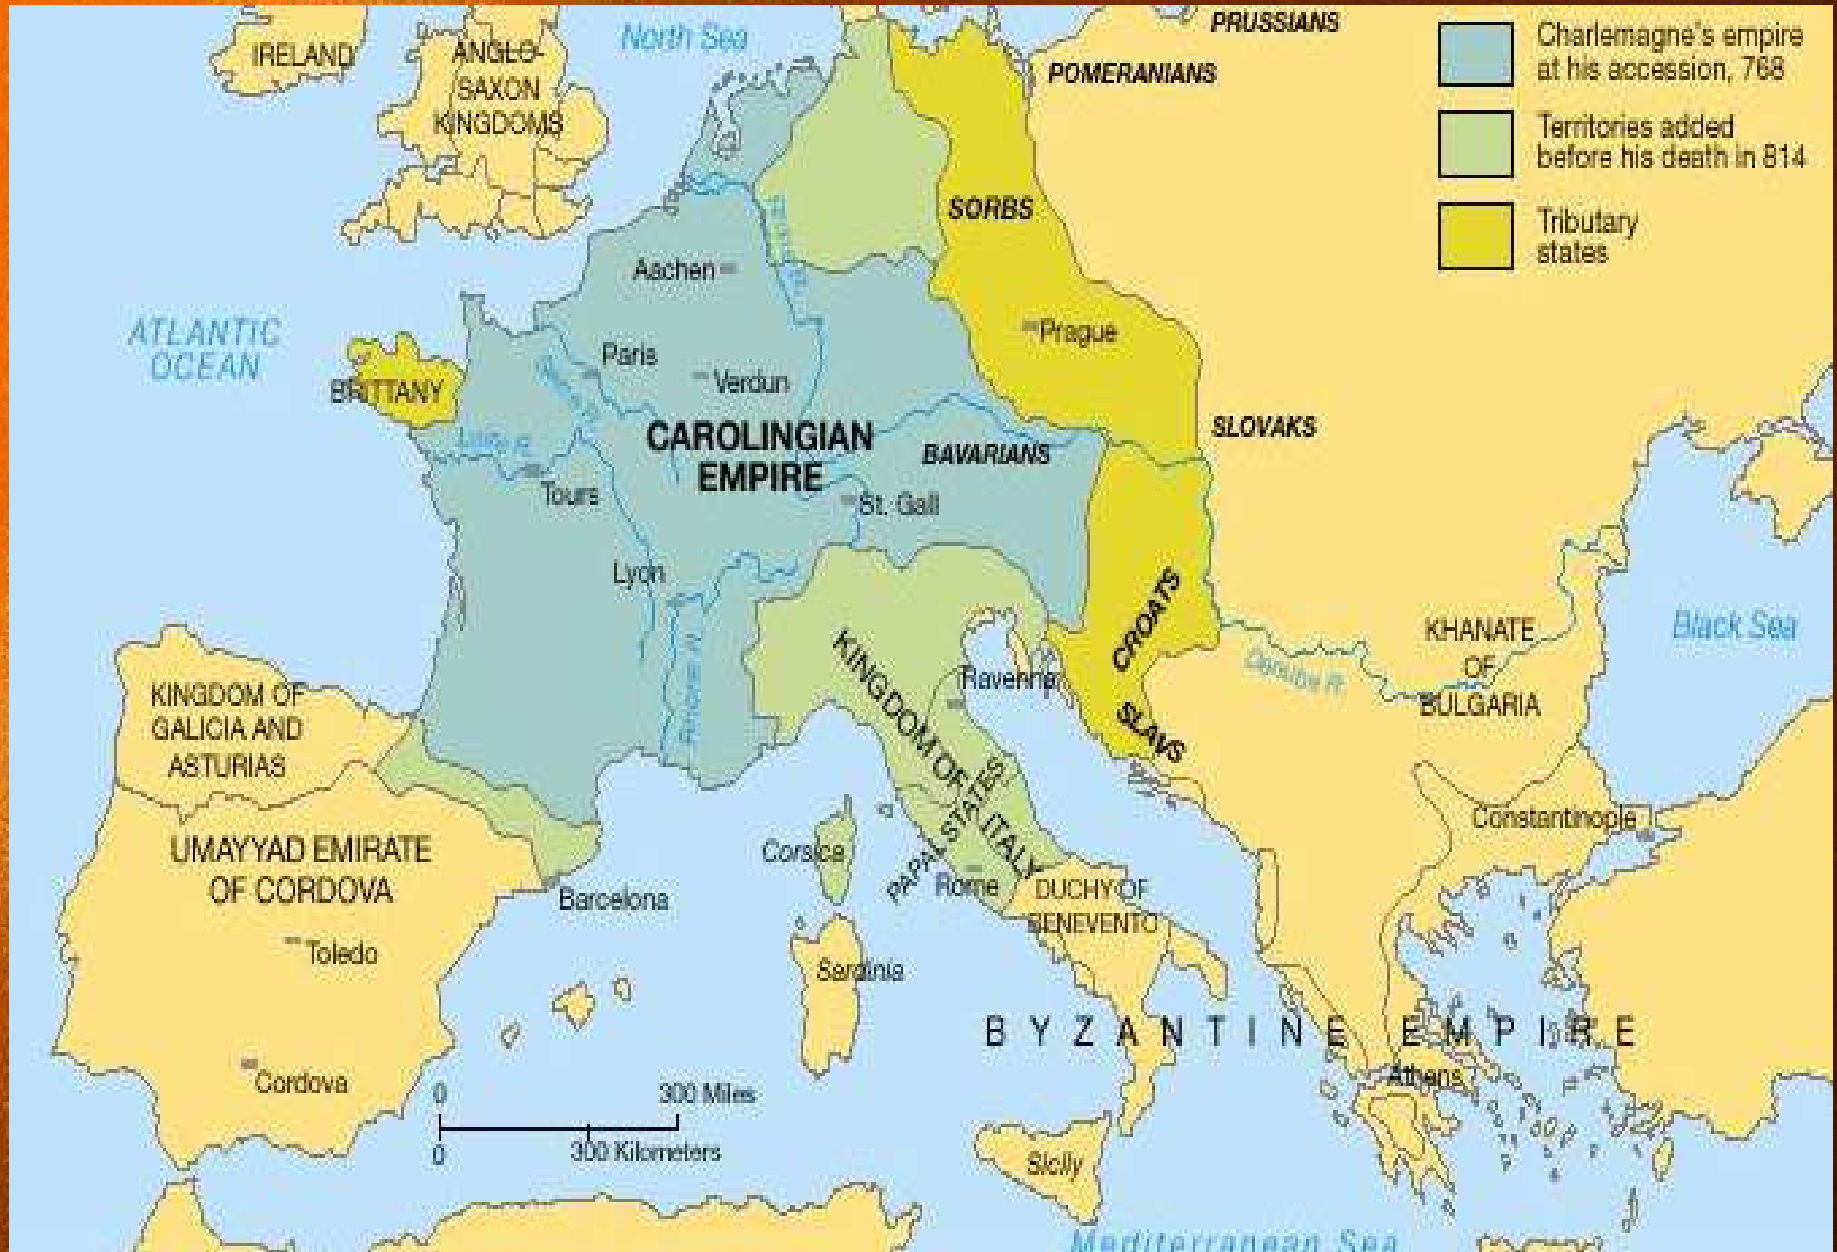 PRUSSIANS
Charlemagne's empire
at his accession, 768
North Sea
IRELAND
ANGLO-
SAXON
KINGDOMS
POMERANIANS
Territories added
before his death in 814
SORBS
Tributary
states
Aachen
ATLANTIC
OCEAN
Prague
Paris
Verdun
BRITTANY
SLOVAKS
CAROLINGIAN
EMPIRE
BAVARIANS
Loire R.
Tours
St. Gall
Lyon
CROATS
KHANATE
OF
BULGARIA
Black Sea
Danube R.
KINGDOM OF
GALICIA AND
ASTURIAS
Rhone R.
KINGDOM OF ITALY
Ravenna
SLAVS
PAPAL STATES
Constantinople
UMAYYAD EMIRATE
OF CORDOVA
Corsica
Rome
DUCHY OF
BENEVENTO
Barcelona
Toledo
Sardinia
BYZANTINE EMPIRE
Athens
Cordova
0
300 Miles
0
300 Kilometers
Sicily
Mediterranean Sea